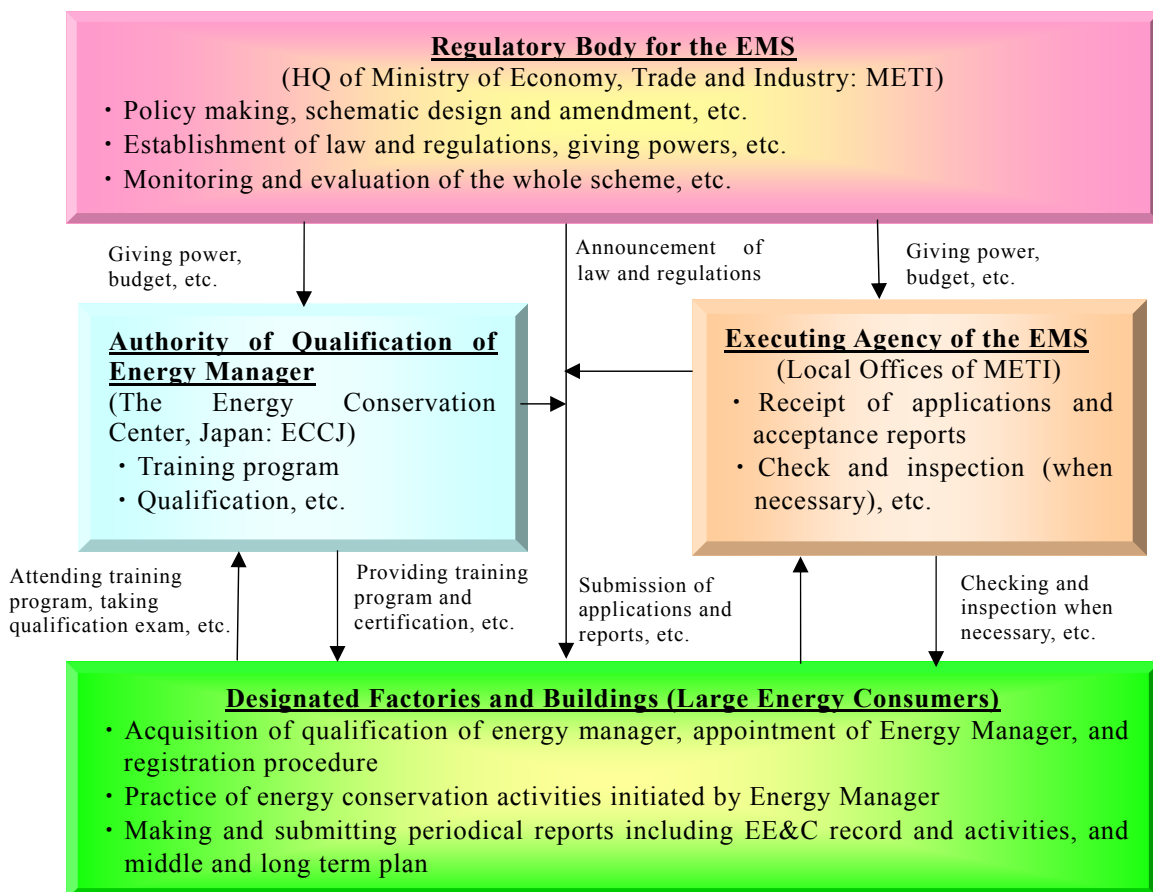 Regulatory Body for the EMS
(HQ of Ministry of Economy, Trade and Industry: METI)
・Policy making, schematic design and amendment, etc.
・Establishment of law and regulations, giving powers, etc.
・Monitoring and evaluation of the whole scheme, etc.
Giving power,
budget, etc.
Announcement of
law and regulations
Giving power,
budget, etc.
Authority of Qualification of
Energy Manager
(The Energy Conservation
Center, Japan: ECCJ)
・Training program
・Qualification, etc.
Executing Agency of the EMS
(Local Offices of METI)
・Receipt of applications and
acceptance reports
・Check and inspection (when
necessary), etc.
Attending training
program, taking
qualification exam, etc.
Providing training
program and
certification, etc.
Submission of
applications and
reports, etc.
Checking and
inspection when
necessary, etc.
Designated Factories and Buildings (Large Energy Consumers)
・Acquisition of qualification of energy manager, appointment of Energy Manager, and
registration procedure
・Practice of energy conservation activities initiated by Energy Manager
・Making and submitting periodical reports including EE&C record and activities, and
middle and long term plan